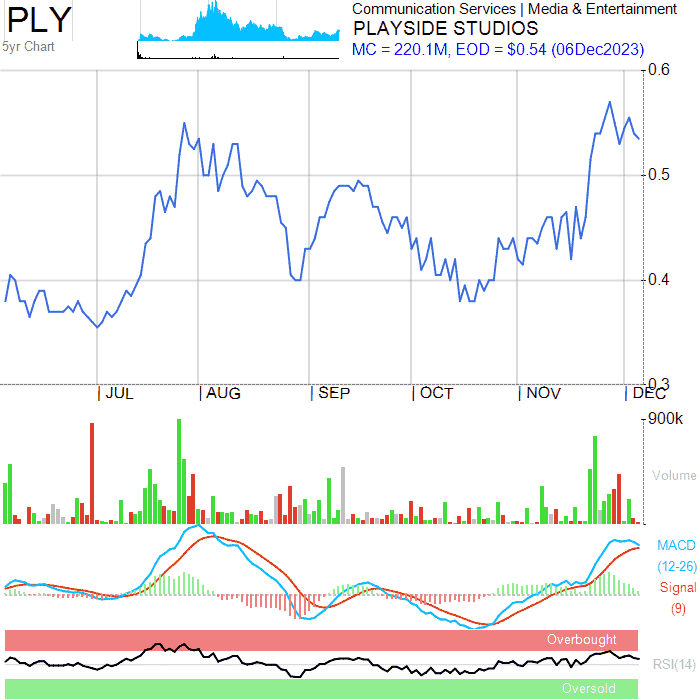 PLY
5yr Chart
Communication Services | Media & Entertainment
PLAYSIDE STUDIOS
MC = 220.1M, EOD = $0.54 (06Dec2023)
0.6
0.5
0.4
0.3
JUL AUG SEP OCT NOV DEC
900k
Volume
MACD
(12-26)
Signal
(9)
Overbought
RSI(14)
Oversold